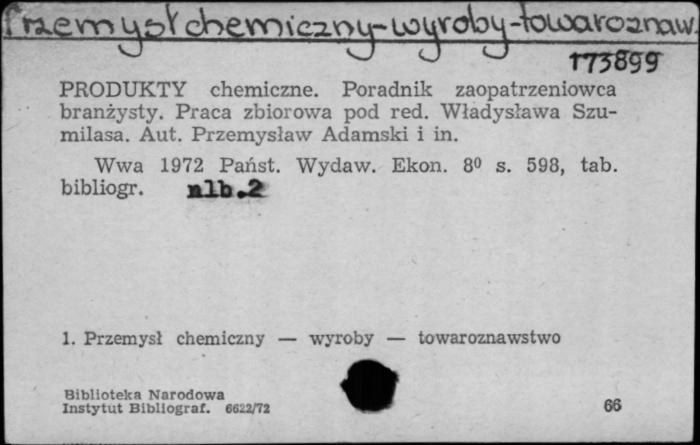 Przemysł chemiczny-wyroby-towaroznaw.
173899
PRODUKTY chemiczne. Poradnik zaopatrzeniowca
branżysty. Praca zbiorowa pod red. Władysława Szu-
milasa. Aut. Przemysław Adamski i in.
Wwa 1972 Państ. Wydaw. Ekon. 8⁰ s. 598, tab.
bibliogr. nlb.2
1. Przemysł chemiczny — wyroby — towaroznawstwo
Biblioteka Narodowa
Instytut Bibliograf. 6622/72 66